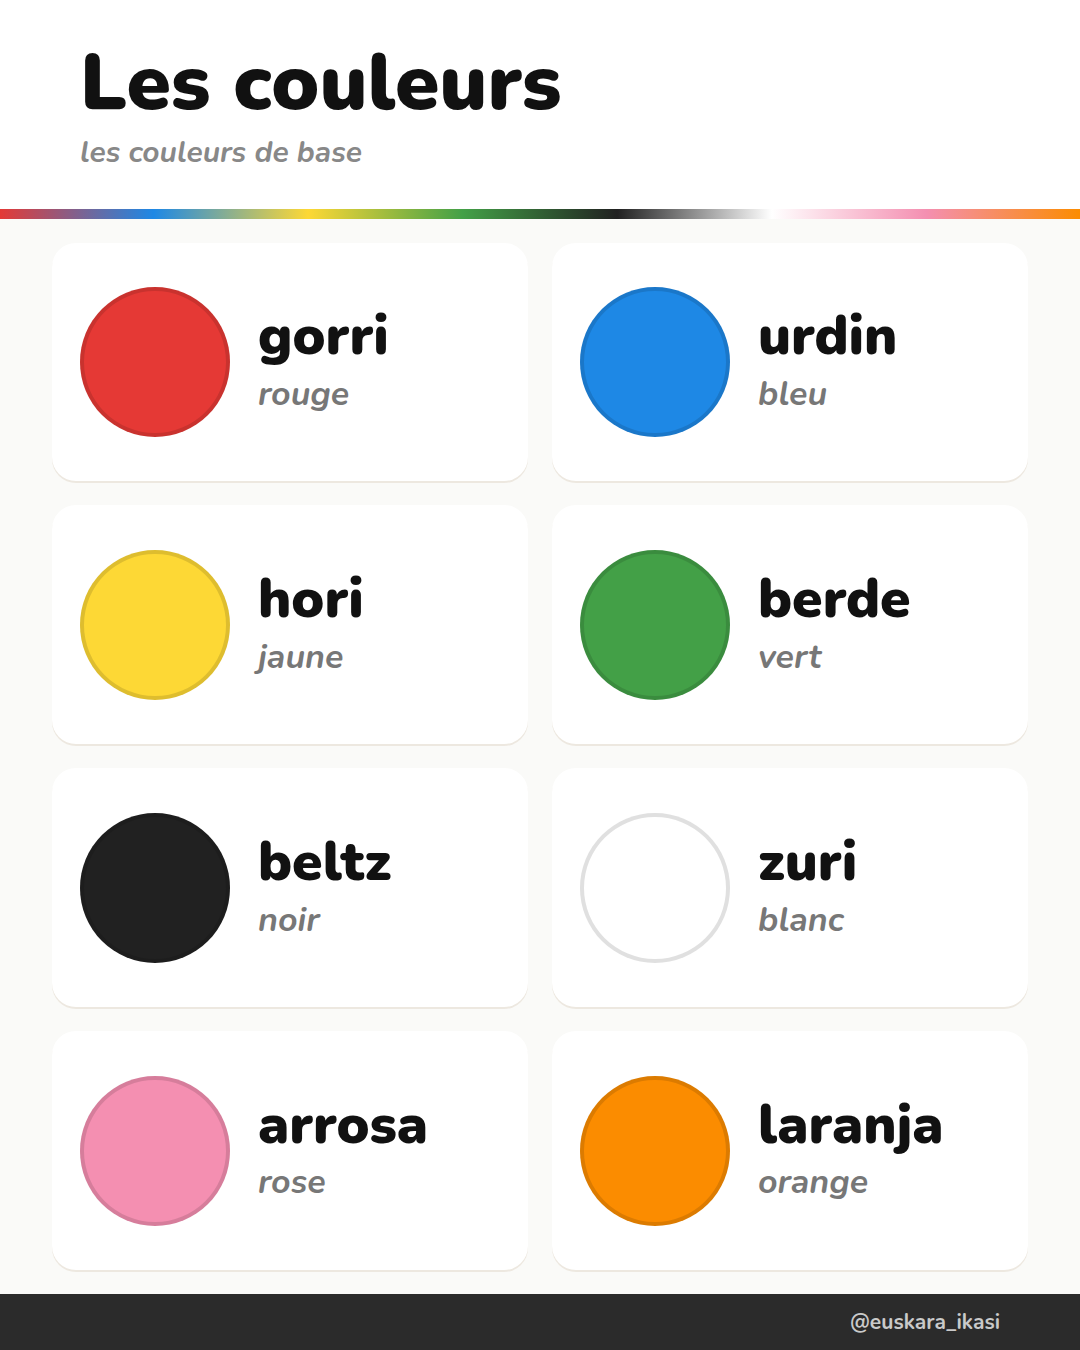 Les couleurs
les couleurs de base
gorri
rouge
urdin
bleu
hori
jaune
berde
vert
beltz
noir
zuri
blanc
arrosa
rose
laranja
orange
@euskara_ikasi